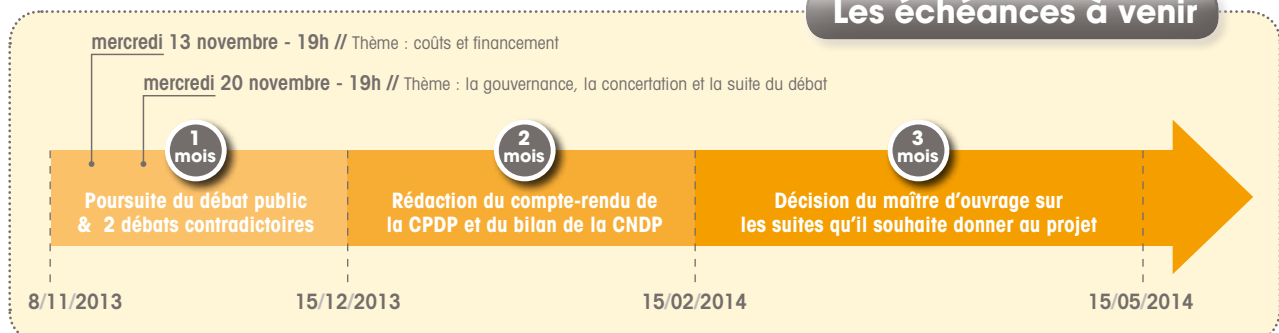 Les échéances à venir
mercredi 13 novembre - 19h // Thème : coûts et financement
mercredi 20 novembre - 19h // Thème : la gouvernance, la concertation et la suite du débat
1
mois
2
mois
3
mois
Poursuite du débat public
& 2 débats contradictoires
Rédaction du compte-rendu de
la CPDP et du bilan de la CNDP
Décision du maître d'ouvrage sur
les suites qu'il souhaite donner au projet
8/11/2013
15/12/2013
15/02/2014
15/05/2014